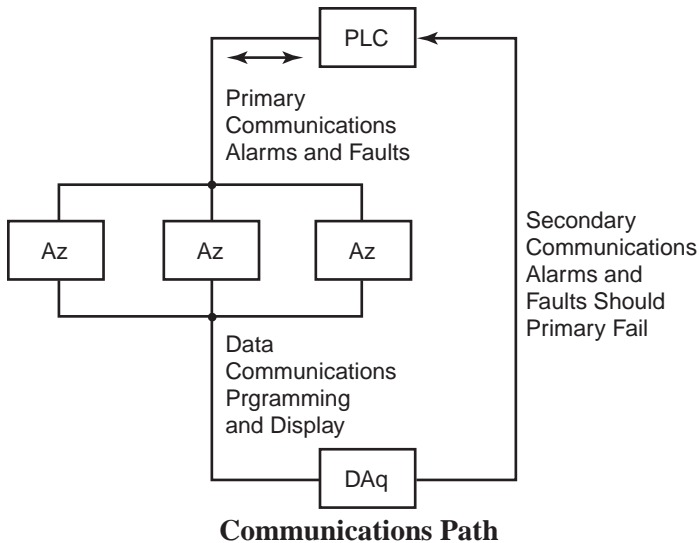 PLC
Primary
Communications
Alarms and Faults
Az
Az
Az
Secondary
Communications
Alarms and
Faults Should
Primary Fail
Data
Communications
Prgramming
and Display
DAq
Communications Path